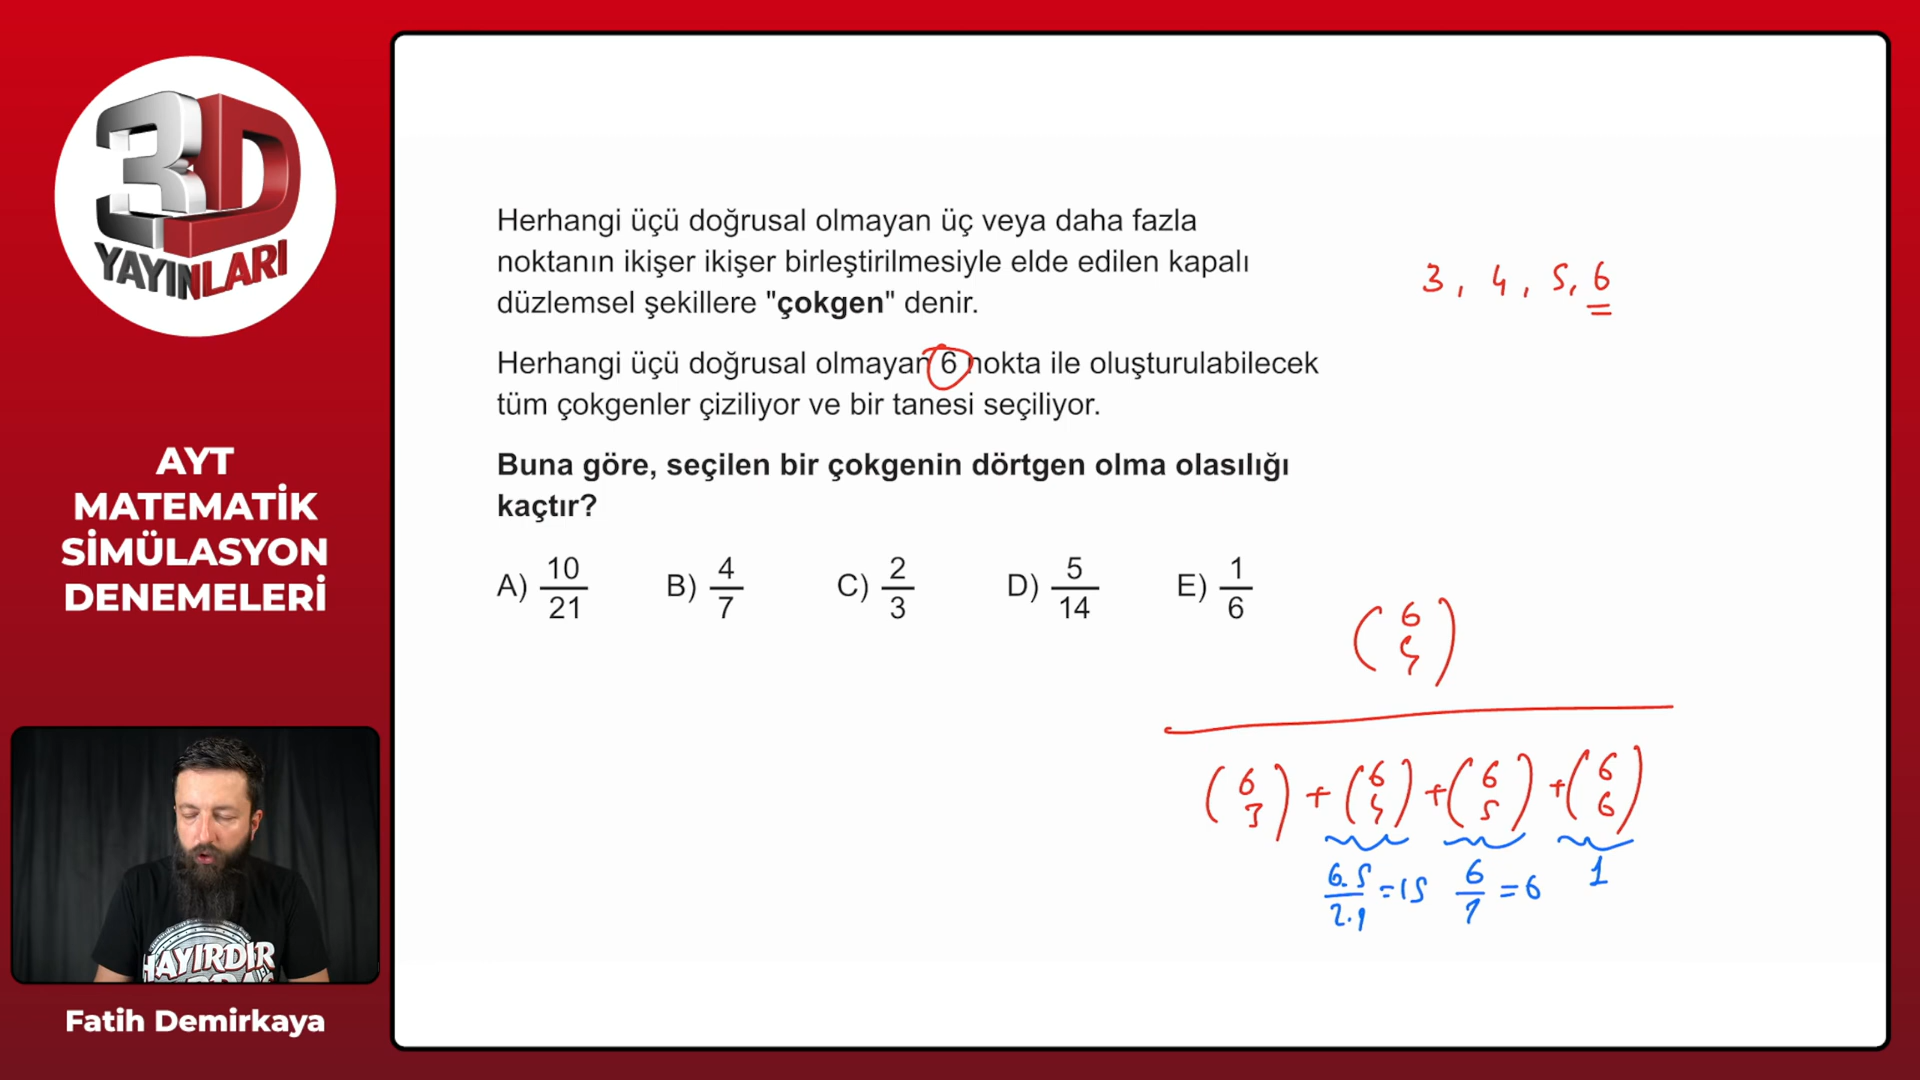 3D
YAYINLARI
AYT
MATEMATİK
SİMÜLASYON
DENEMELERİ
HAYIRDIR
Fatih Demirkaya
Herhangi üçü doğrusal olmayan üç veya daha fazla
noktanın ikişer ikişer birleştirilmesiyle elde edilen kapalı
düzlemsel şekillere "çokgen" denir.
Herhangi üçü doğrusal olmayan 6 nokta ile oluşturulabilecek
tüm çokgenler çiziliyor ve bir tanesi seçiliyor.
Buna göre, seçilen bir çokgenin dörtgen olma olasılığı
kaçtır?
A) 10/21 B) 4/7 C) 2/3 D) 5/14 E) 1/6
3, 4, 5, 6
(6 4)
(6 3) + (6 4) + (6 5) + (6 6)
6.5/2.1 = 15 6/1 = 6 1